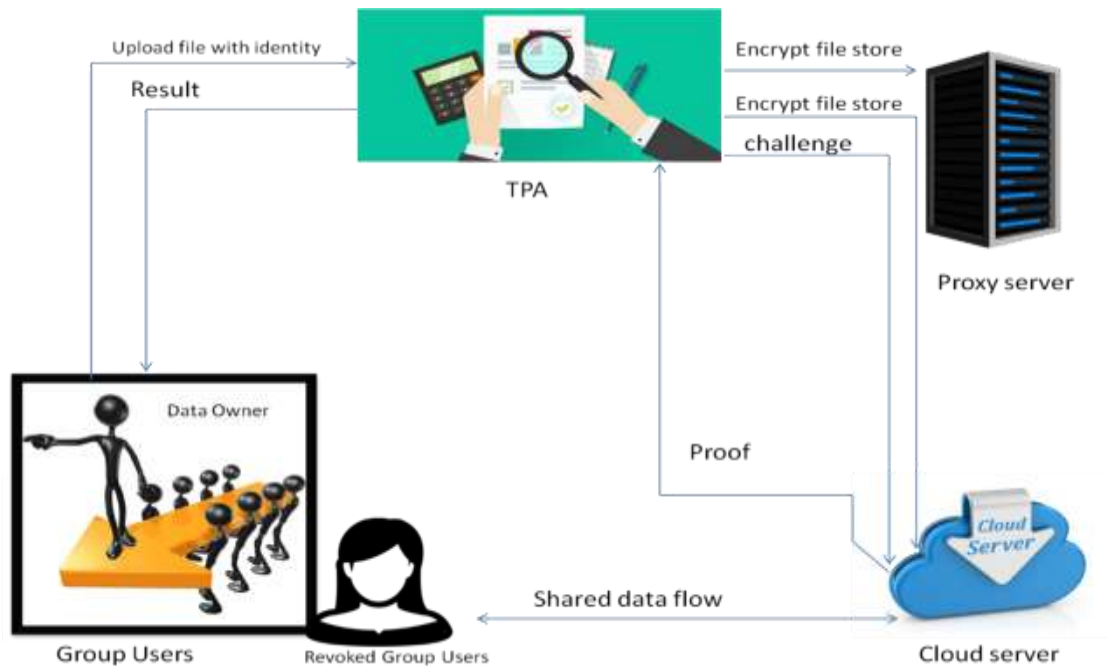 Upload file with identity
Result
Encrypt file store
Encrypt file store
challenge
TPA
Proxy server
Data Owner
Proof
Cloud
Server
Shared data flow
Group Users
Revoked Group Users
Cloud server